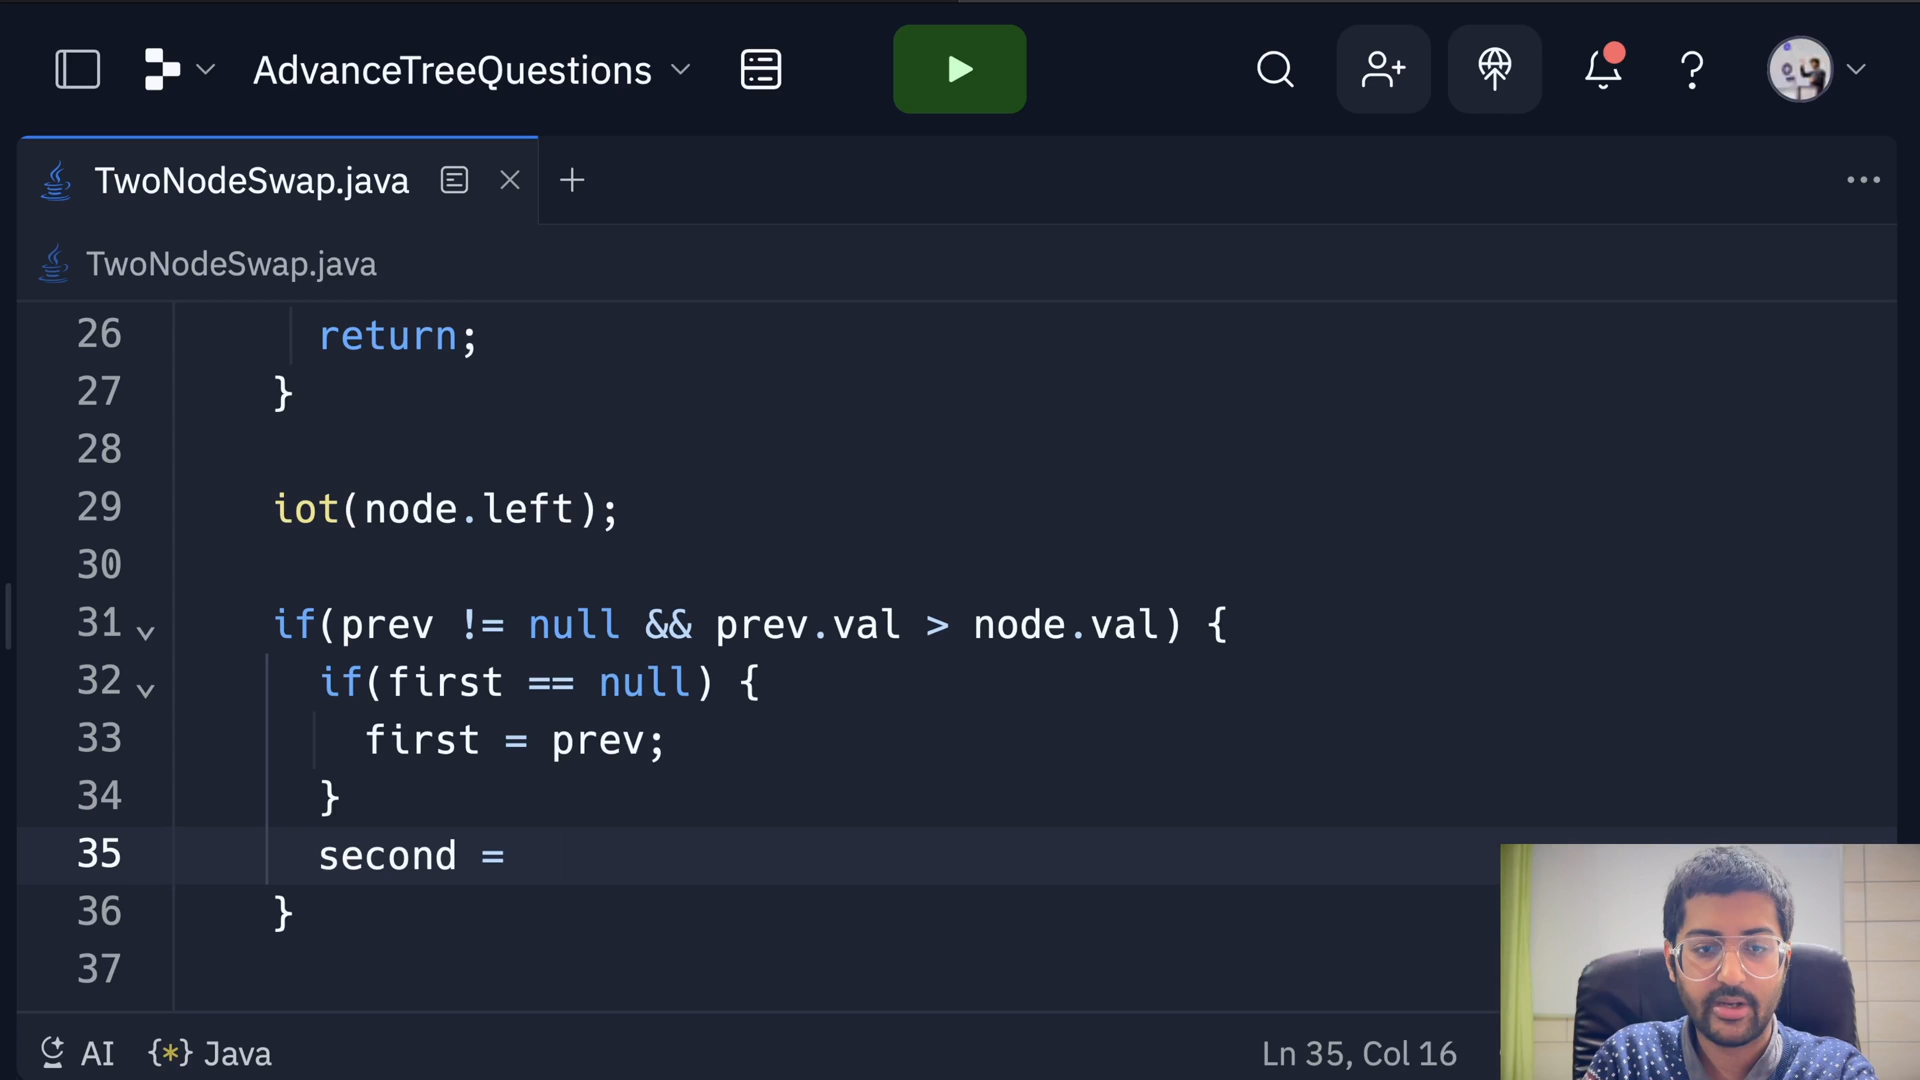 AdvanceTreeQuestions
TwoNodeSwap.java
TwoNodeSwap.java
26 return;
27 }
28
29 iot(node.left);
30
31 if(prev != null && prev.val > node.val) {
32 if(first == null) {
33 first = prev;
34 }
35 second =
36 }
37
AI {*} Java Ln 35, Col 16